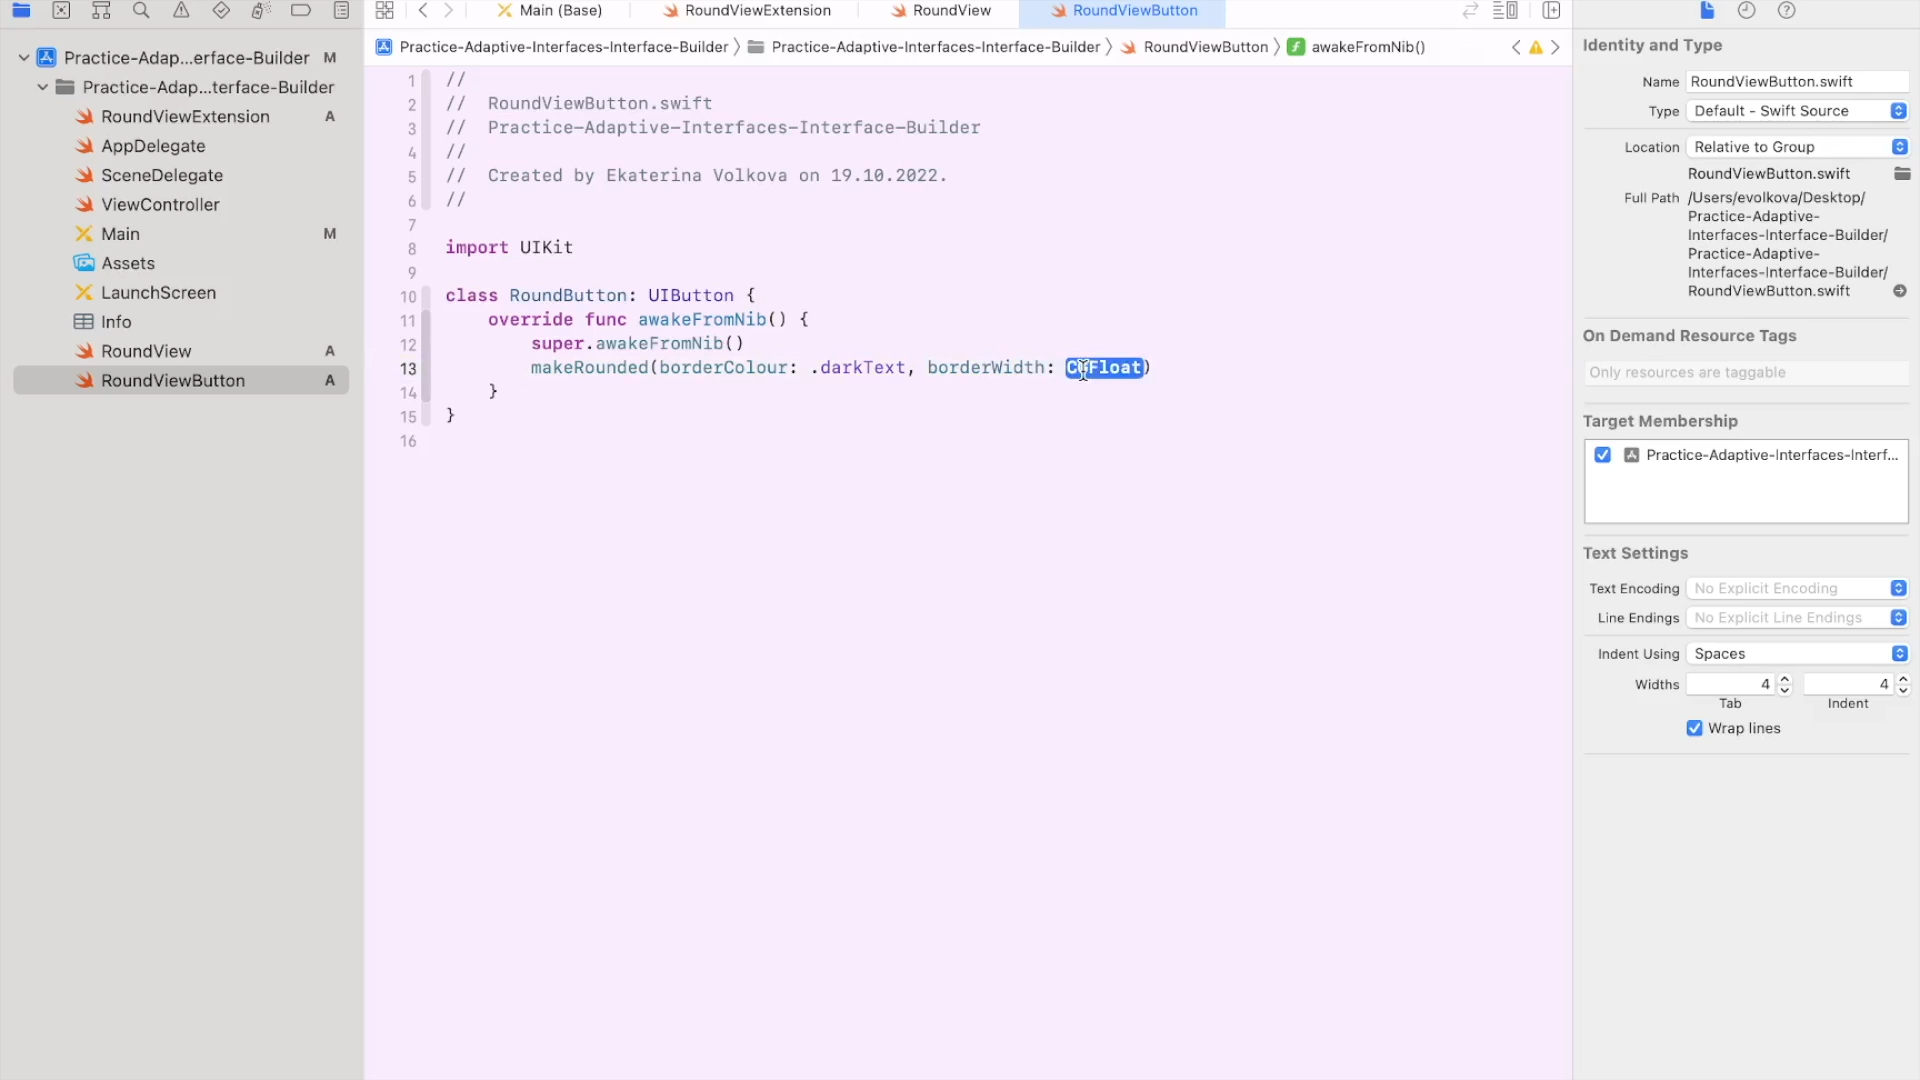 Main (Base)
RoundViewExtension
RoundView
RoundViewButton
Practice-Adap...erface-Builder M
Practice-Adap...terface-Builder
RoundViewExtension A
AppDelegate
SceneDelegate
ViewController
Main M
Assets
LaunchScreen
Info
RoundView A
RoundViewButton A
Practice-Adaptive-Interfaces-Interface-Builder 〉 Practice-Adaptive-Interfaces-Interface-Builder 〉 RoundViewButton 〉 awakeFromNib()
1 //
2 //  RoundViewButton.swift
3 //  Practice-Adaptive-Interfaces-Interface-Builder
4 //
5 //  Created by Ekaterina Volkova on 19.10.2022.
6 //
7
8 import UIKit
9
10 class RoundButton: UIButton {
11     override func awakeFromNib() {
12         super.awakeFromNib()
13         makeRounded(borderColour: .darkText, borderWidth: CGFloat)
14     }
15 }
16
Identity and Type
Name RoundViewButton.swift
Type Default - Swift Source
Location Relative to Group
RoundViewButton.swift
Full Path /Users/evolkova/Desktop/
Practice-Adaptive-
Interfaces-Interface-Builder/
Practice-Adaptive-
Interfaces-Interface-Builder/
RoundViewButton.swift
On Demand Resource Tags
Only resources are taggable
Target Membership
Practice-Adaptive-Interfaces-Interf...
Text Settings
Text Encoding No Explicit Encoding
Line Endings No Explicit Line Endings
Indent Using Spaces
Widths 4 4
Tab Indent
Wrap lines